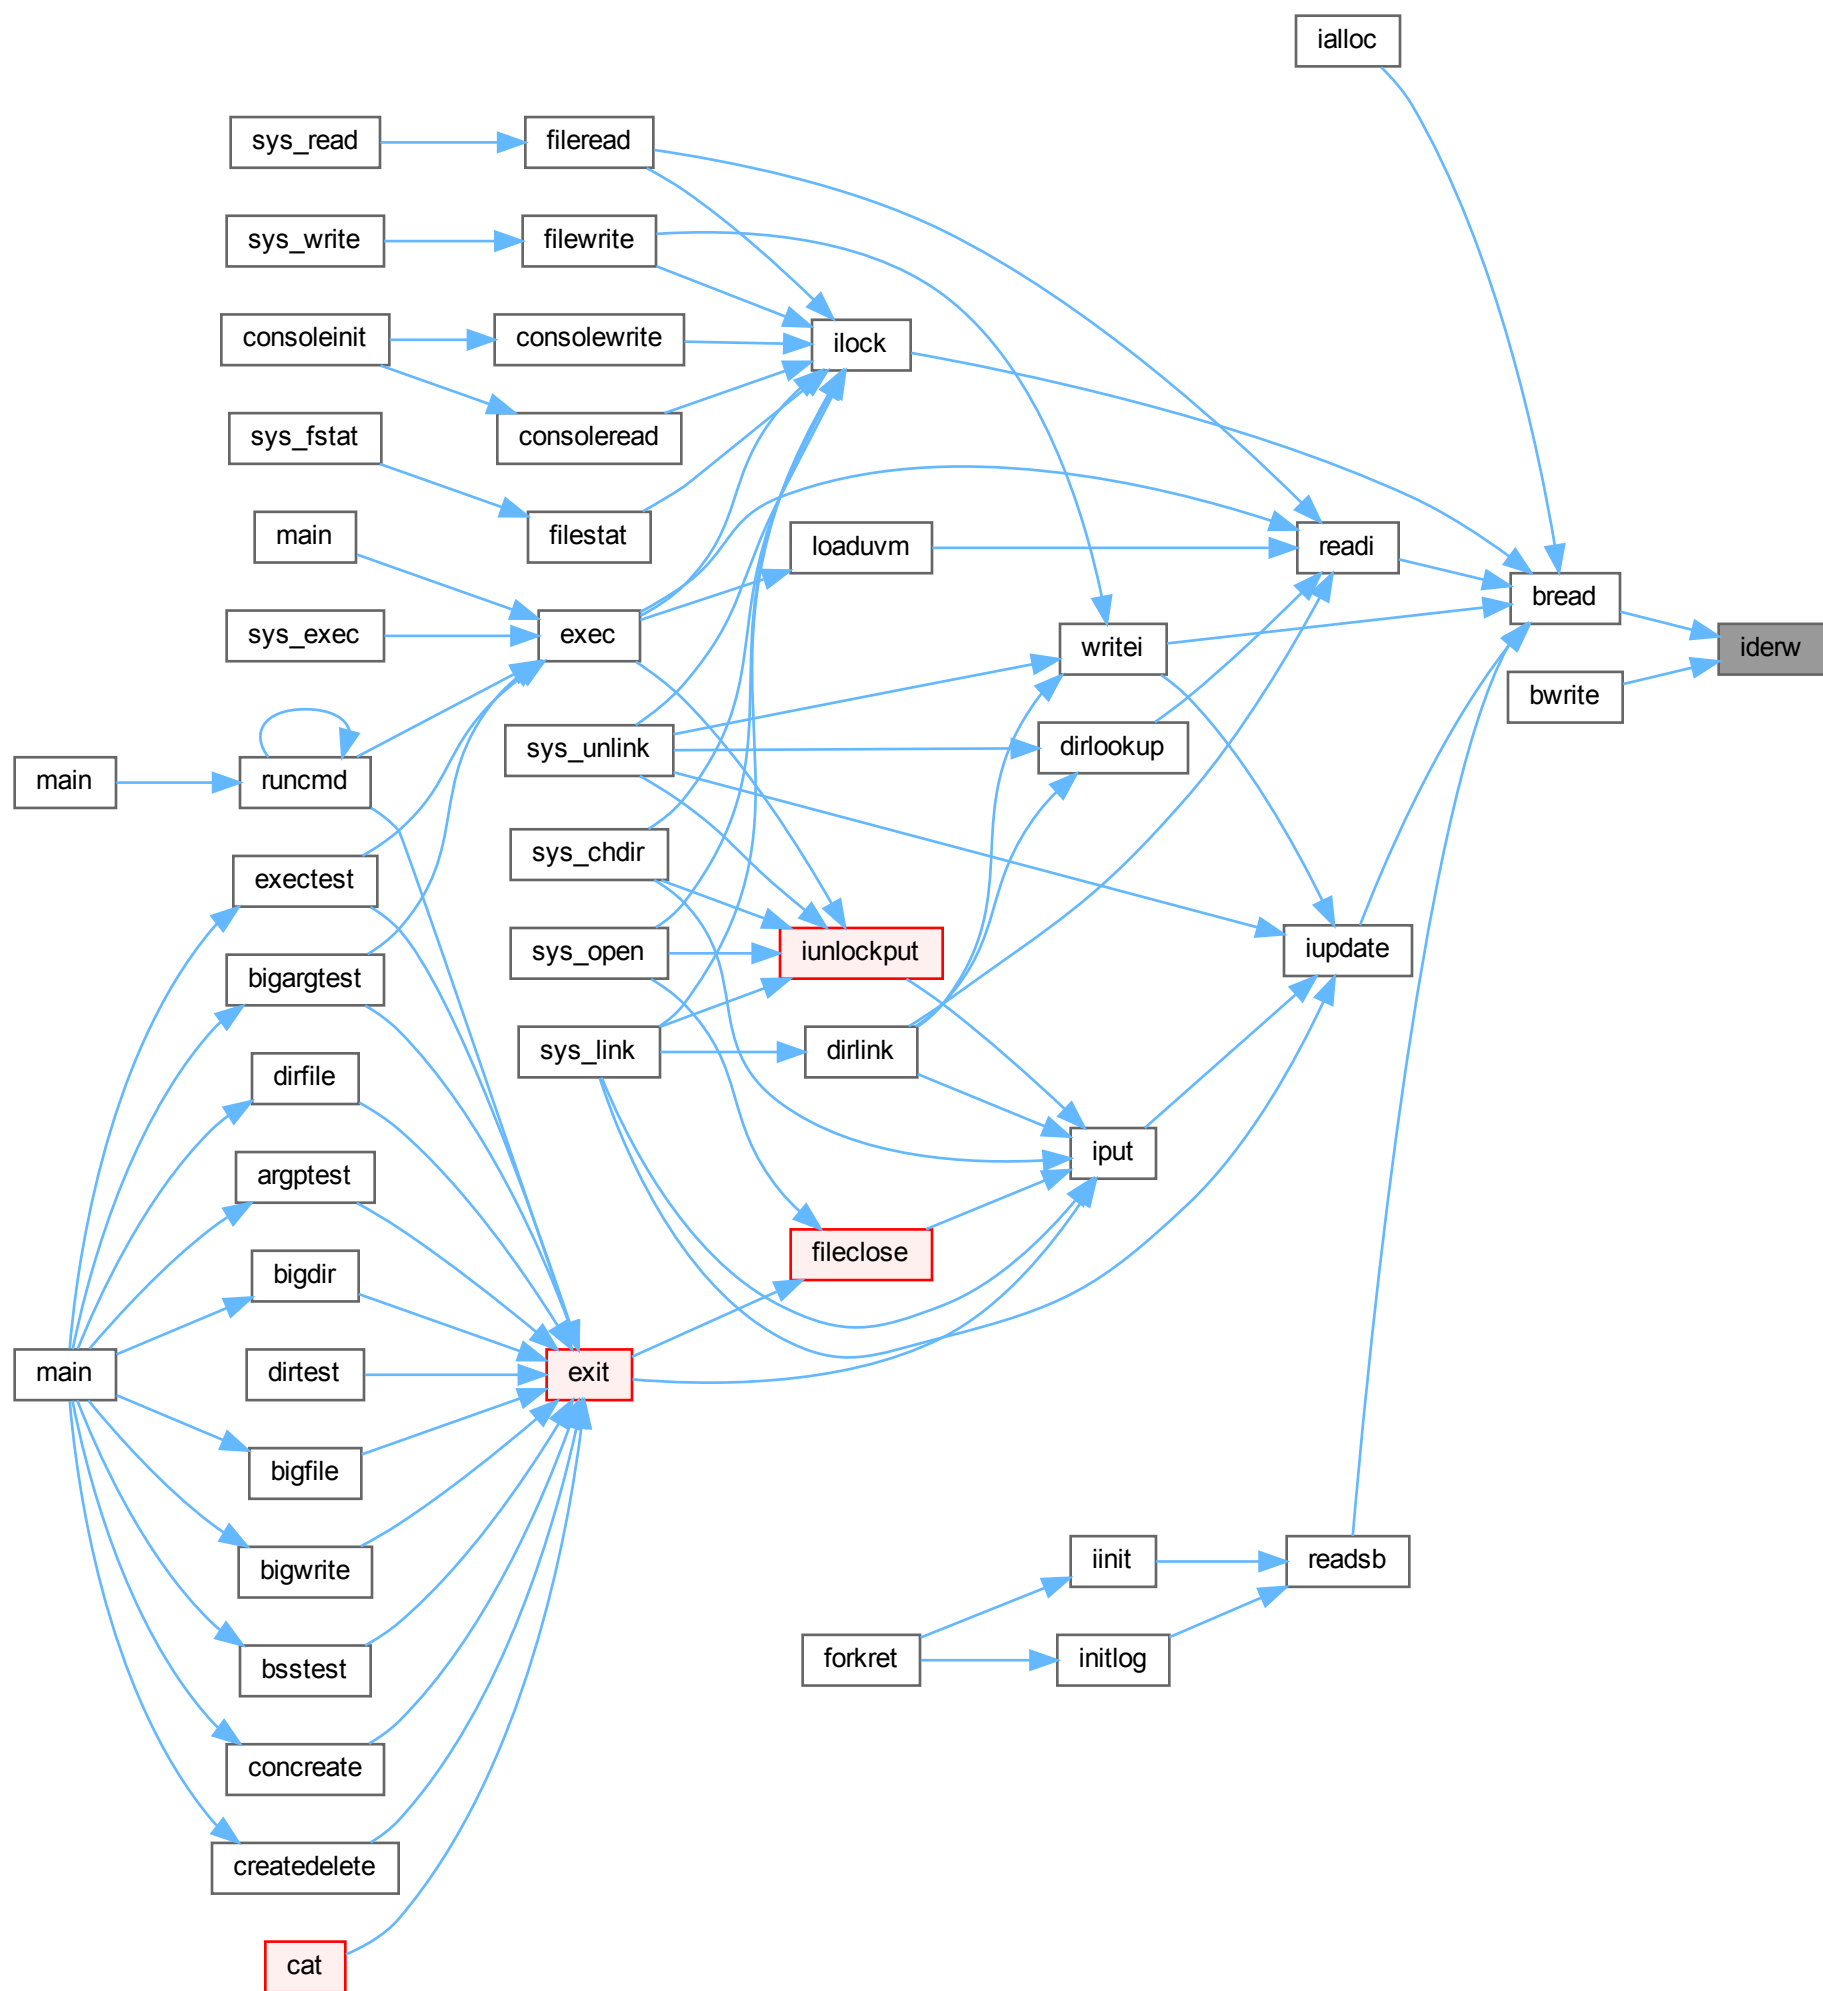 ialloc
sys_read
fileread
sys_write
filewrite
consoleinit
consolewrite
ilock
sys_fstat
consoleread
main
filestat
loaduvm
readi
bread
sys_exec
exec
writei
iderw
bwrite
main
runcmd
sys_unlink
dirlookup
exectest
sys_chdir
bigargtest
sys_open
iunlockput
iupdate
dirfile
sys_link
dirlink
argptest
iput
bigdir
fileclose
main
dirtest
exit
bigfile
bigwrite
iinit
readsb
bsstest
forkret
initlog
concreate
createdelete
cat